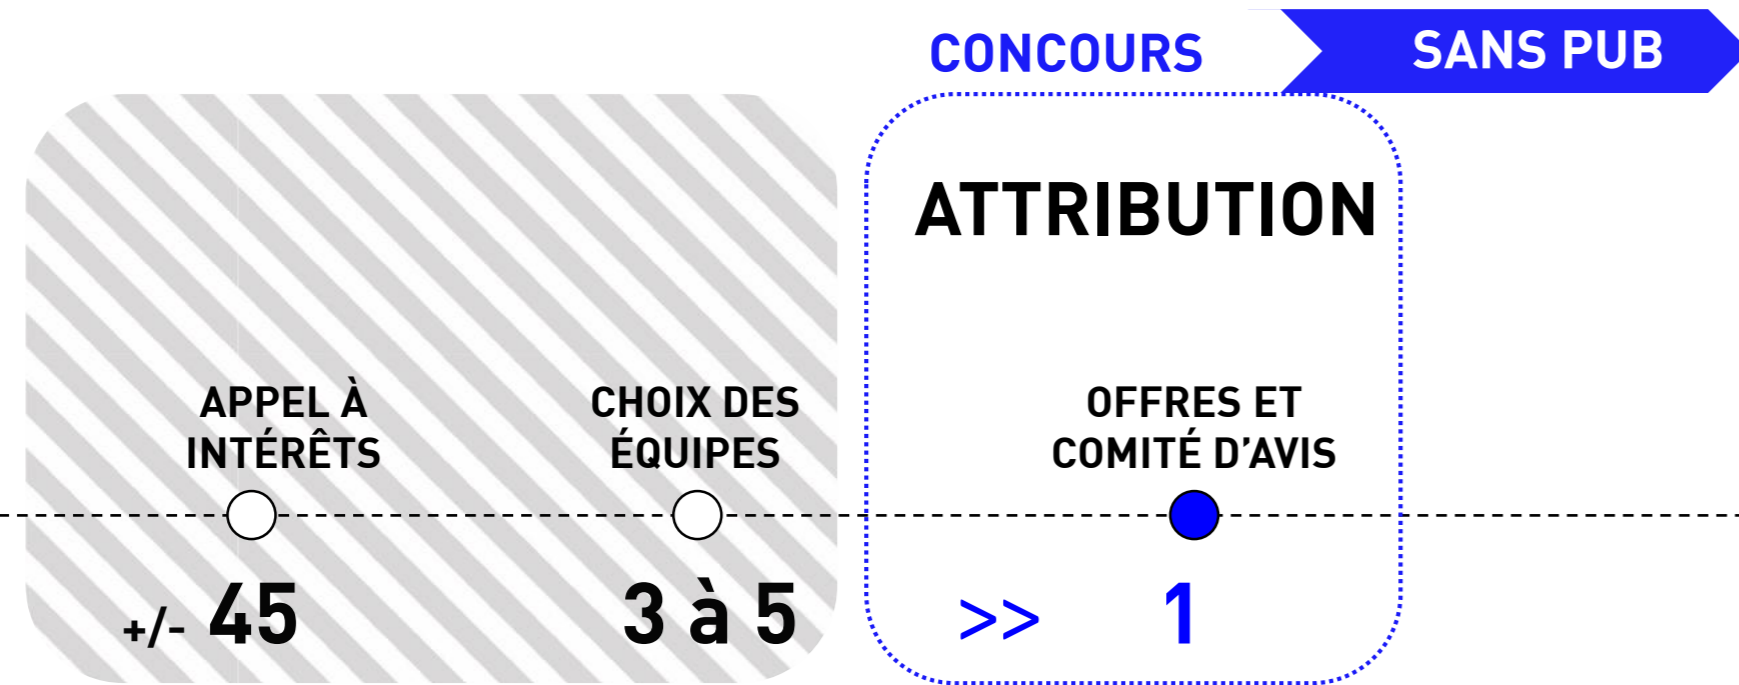 CONCOURS
SANS PUB
ATTRIBUTION
APPEL À
INTÉRÊTS
CHOIX DES
ÉQUIPES
OFFRES ET
COMITÉ D'AVIS
+/- 45
3 à 5
>> 1